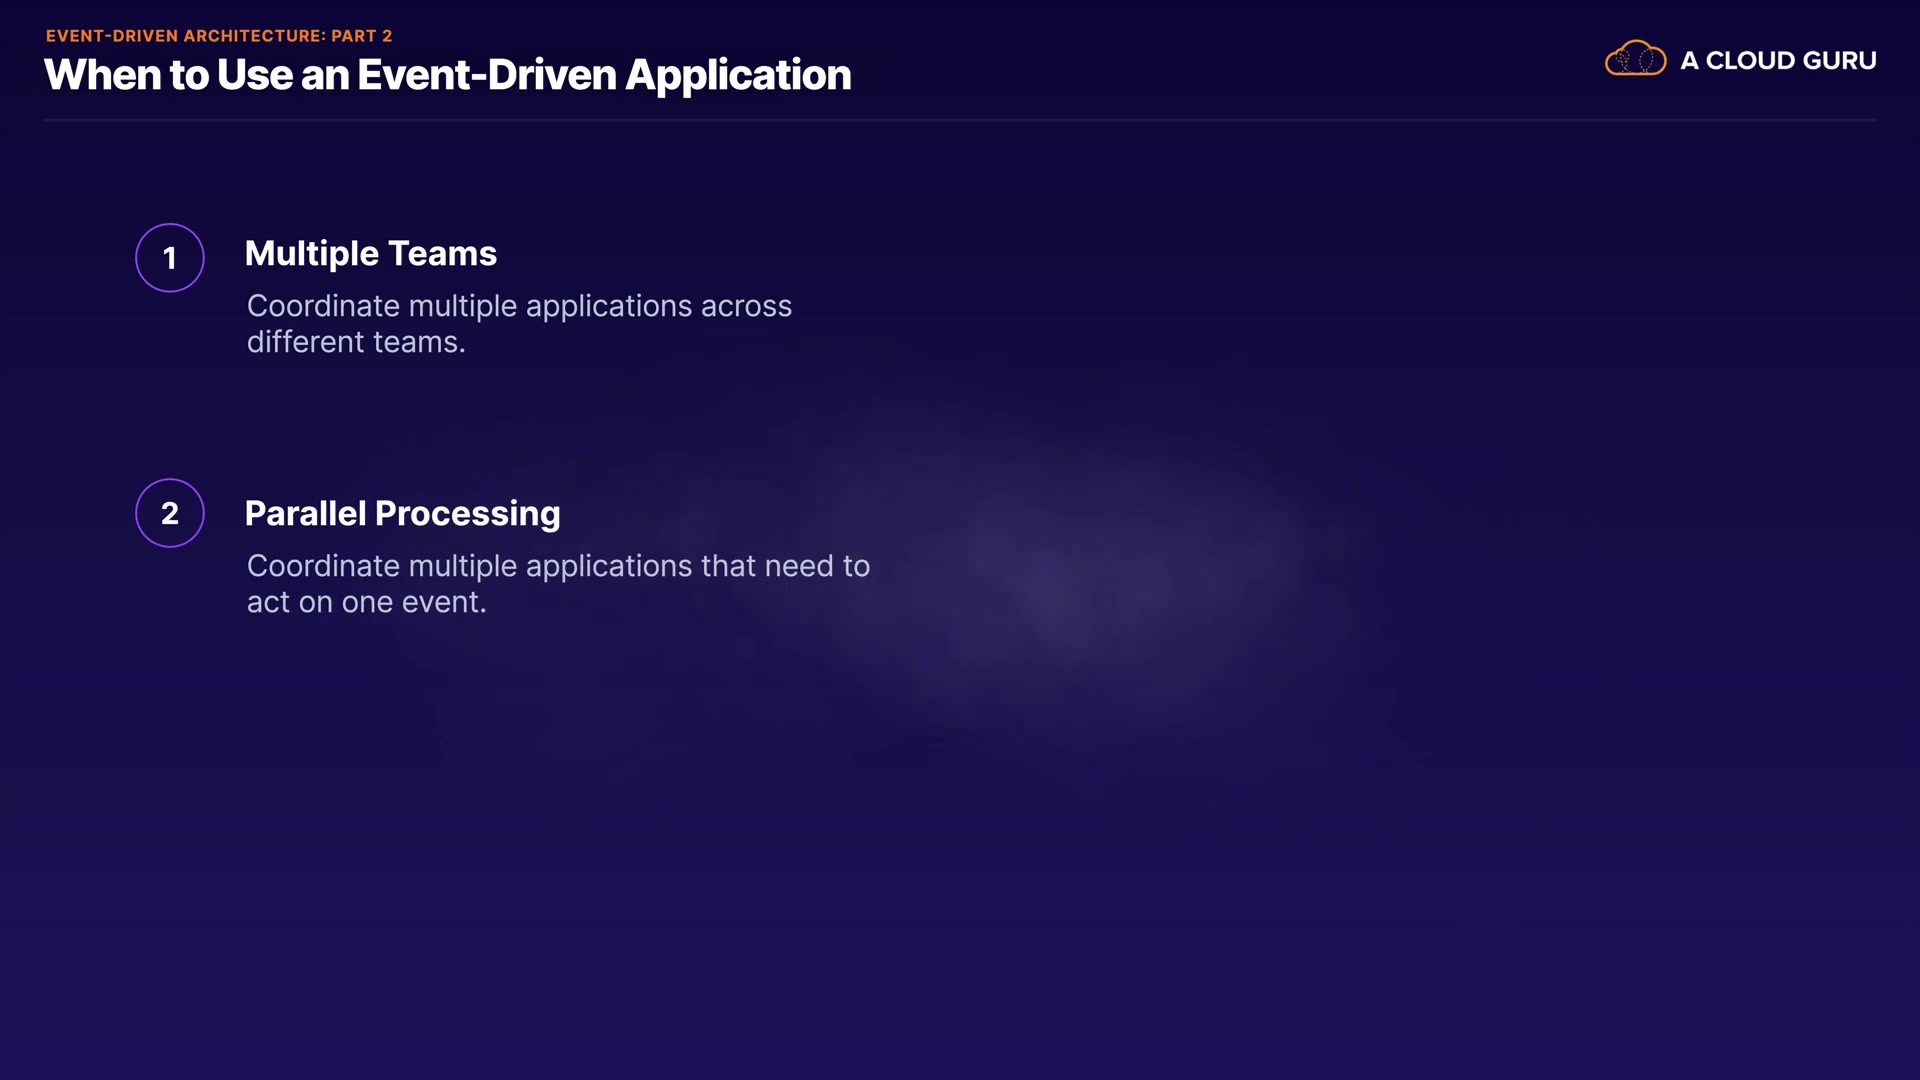 EVENT-DRIVEN ARCHITECTURE: PART 2
When to Use an Event-Driven Application
A CLOUD GURU
1
Multiple Teams
Coordinate multiple applications across
different teams.
2
Parallel Processing
Coordinate multiple applications that need to
act on one event.